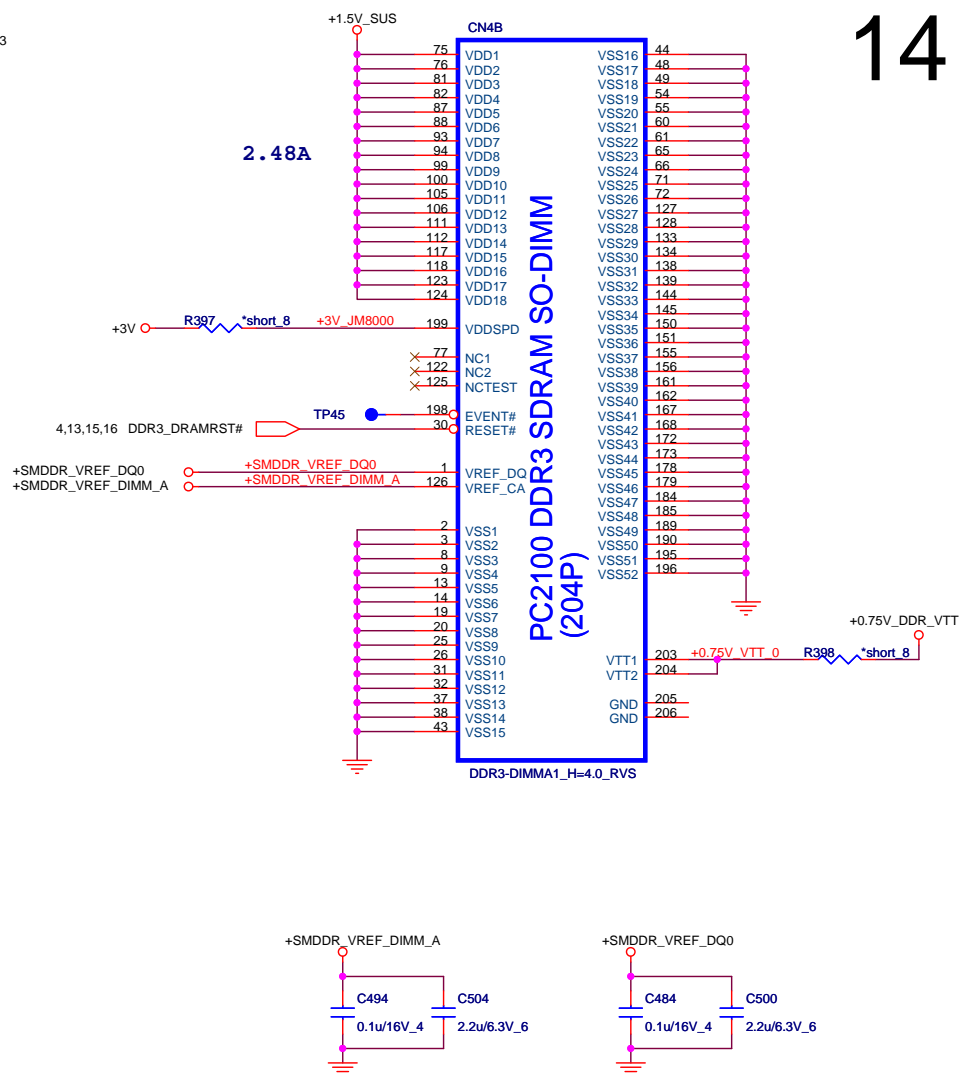 3
+1.5V_SUS
CN4B
14
75 VDD1 VSS16 44
76 VDD2 VSS17 48
81 VDD3 VSS18 49
82 VDD4 VSS19 54
87 VDD5 VSS20 55
88 VDD6 VSS21 60
93 VDD7 VSS22 61
2.48A
94 VDD8 VSS23 65
99 VDD9 VSS24 66
100 VDD10 VSS25 71
105 VDD11 VSS26 72
106 VDD12 VSS27 127
111 VDD13 VSS28 128
112 VDD14 VSS29 133
117 VDD15 VSS30 134
118 VDD16 VSS31 138
123 VDD17 VSS32 139
124 VDD18 VSS33 144
VSS34 145
+3V R397 *short_8 +3V_JM8000 199 VDDSPD VSS35 150
VSS36 151
77 NC1 VSS37 155
122 NC2 VSS38 156
125 NCTEST VSS39 161
VSS40 162
TP45 198 EVENT# VSS41 167
4,13,15,16 DDR3_DRAMRST# 30 RESET# VSS42 168
VSS43 172
VSS44 173
+SMDDR_VREF_DQ0 +SMDDR_VREF_DQ0 1 VREF_DQ VSS45 178
+SMDDR_VREF_DIMM_A +SMDDR_VREF_DIMM_A 126 VREF_CA VSS46 179
VSS47 184
VSS48 185
2 VSS1 VSS49 189
3 VSS2 VSS50 190
8 VSS3 VSS51 195
9 VSS4 VSS52 196
13 VSS5
14 VSS6
19 VSS7
20 VSS8
25 VSS9
26 VSS10
31 VSS11
32 VSS12
37 VSS13
38 VSS14
43 VSS15
PC2100 DDR3 SDRAM SO-DIMM
(204P)
+0.75V_DDR_VTT
VTT1 203 +0.75V_VTT_0 R398 *short_8
VTT2 204
GND 205
GND 206
DDR3-DIMMA1_H=4.0_RVS
+SMDDR_VREF_DIMM_A
C494 C504
0.1u/16V_4 2.2u/6.3V_6
+SMDDR_VREF_DQ0
C484 C500
0.1u/16V_4 2.2u/6.3V_6